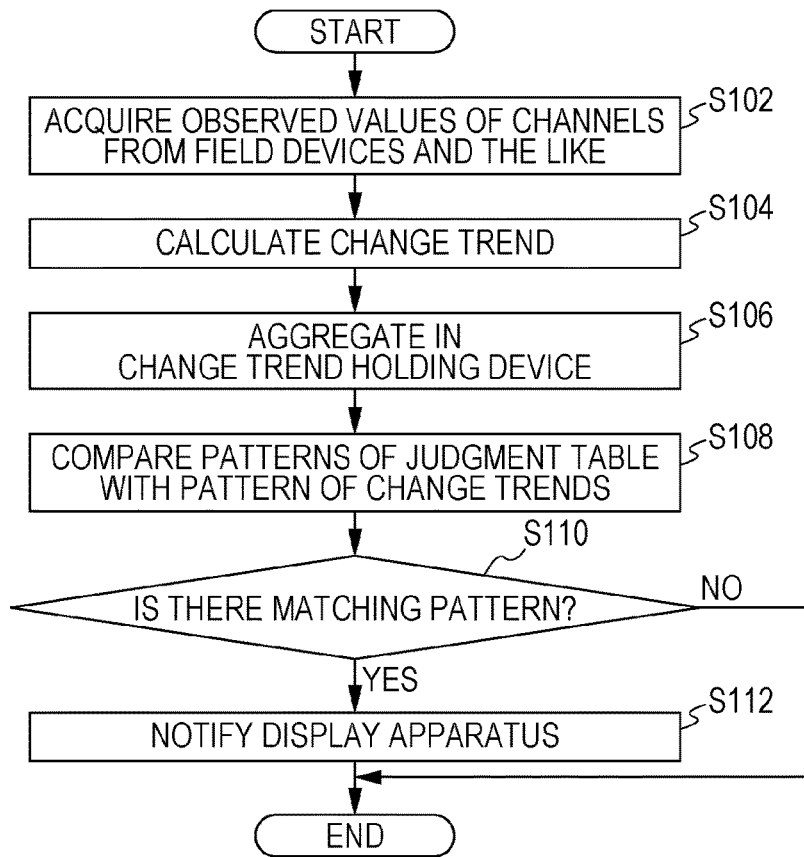 START
S102
ACQUIRE OBSERVED VALUES OF CHANNELS
FROM FIELD DEVICES AND THE LIKE
S104
CALCULATE CHANGE TREND
S106
AGGREGATE IN
CHANGE TREND HOLDING DEVICE
S108
COMPARE PATTERNS OF JUDGMENT TABLE
WITH PATTERN OF CHANGE TRENDS
S110
IS THERE MATCHING PATTERN?
NO
YES
S112
NOTIFY DISPLAY APPARATUS
END